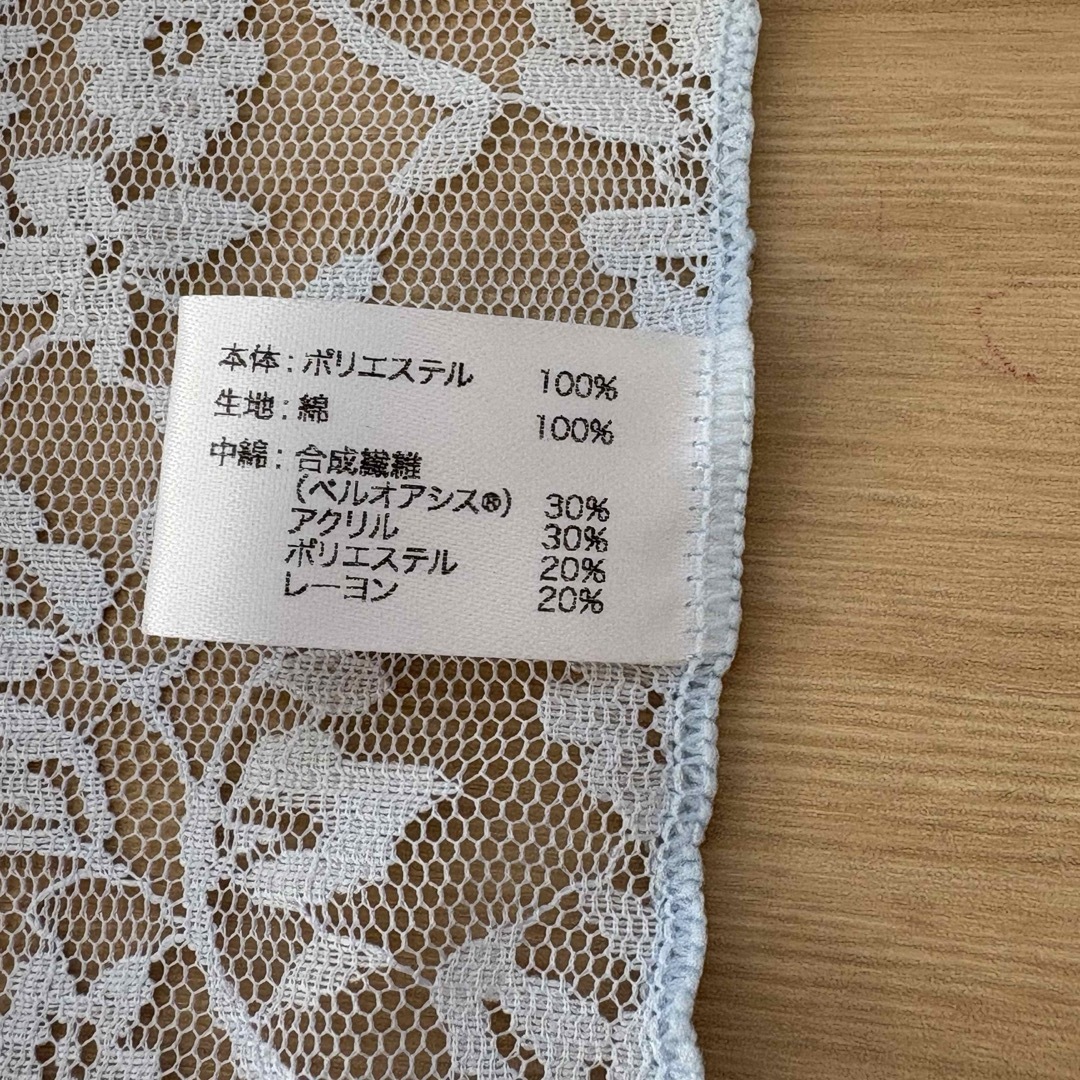 本体：ポリエステル 100%
生地：綿 100%
中綿：合成繊維
(ベルオアシス®) 30%
アクリル 30%
ポリエステル 20%
レーヨン 20%